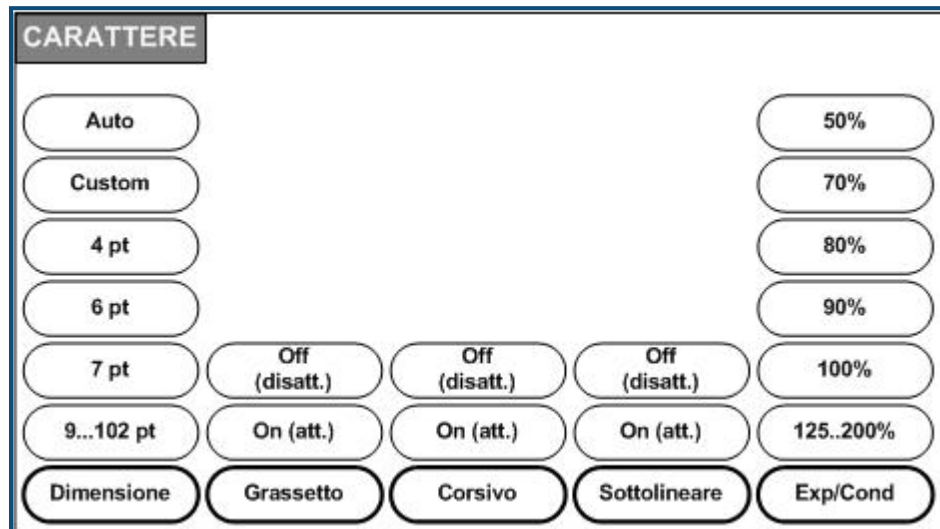 CARATTERE
Auto
50%
Custom
70%
4 pt
80%
6 pt
90%
7 pt
Off
(disatt.)
Off
(disatt.)
Off
(disatt.)
100%
9...102 pt
On (att.)
On (att.)
On (att.)
125..200%
Dimensione
Grassetto
Corsivo
Sottolineare
Exp/Cond